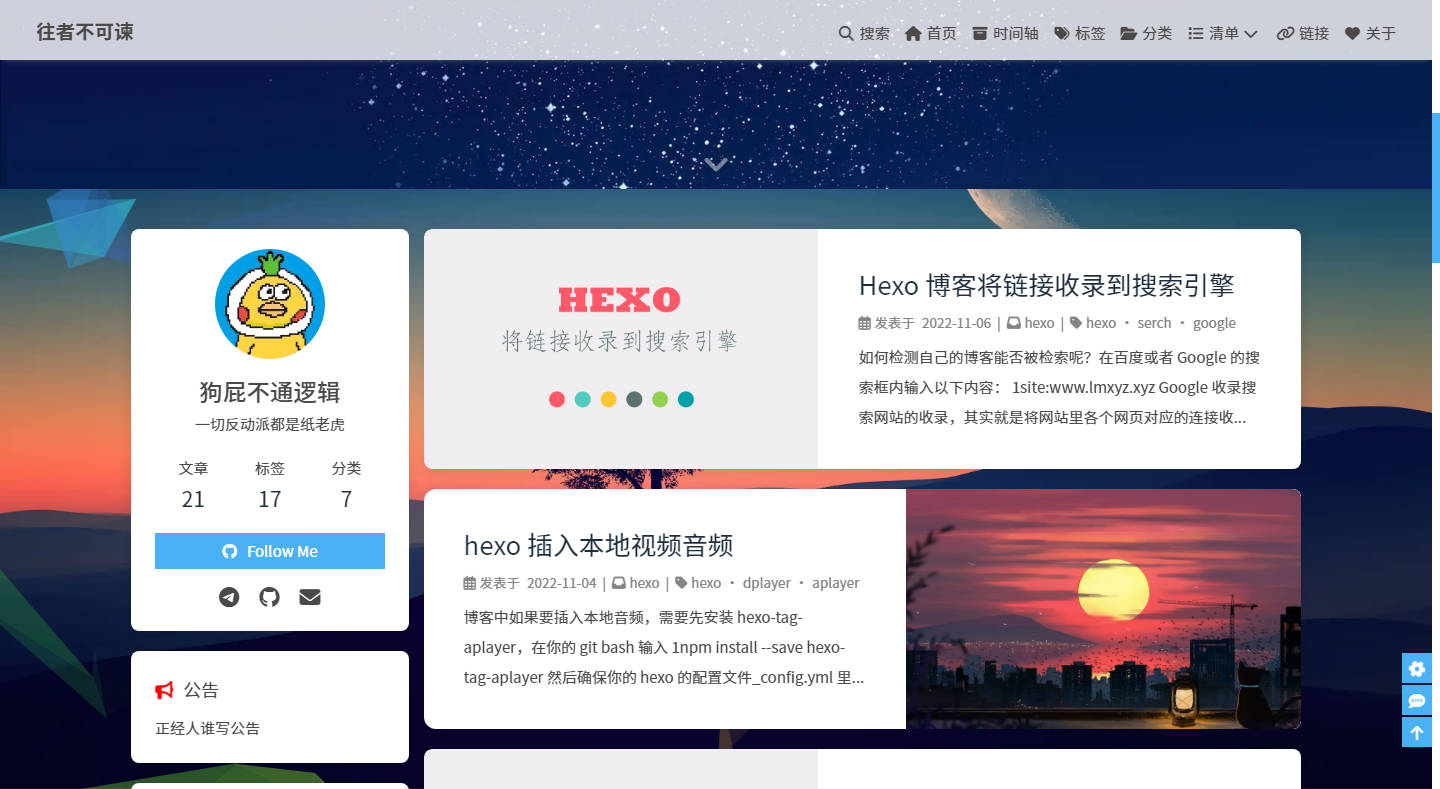 往者不可谏
搜索 首页 时间轴 标签 分类 清单 链接 关于
狗屁不通逻辑
一切反动派都是纸老虎
文章 标签 分类
21 17 7
Follow Me
公告
正经人谁写公告
HEXO
将链接收录到搜索引擎
Hexo 博客将链接收录到搜索引擎
发表于 2022-11-06 | hexo | hexo • serch • google
如何检测自己的博客能否被检索呢？在百度或者 Google 的搜
索框内输入以下内容： 1site:www.lmxyz.xyz Google 收录搜
索网站的收录，其实就是将网站里各个网页对应的连接收...
hexo 插入本地视频音频
发表于 2022-11-04 | hexo | hexo • dplayer • aplayer
博客中如果要插入本地音频，需要先安装 hexo-tag-
aplayer，在你的 git bash 输入 1npm install --save hexo-
tag-aplayer 然后确保你的 hexo 的配置文件_config.yml 里...